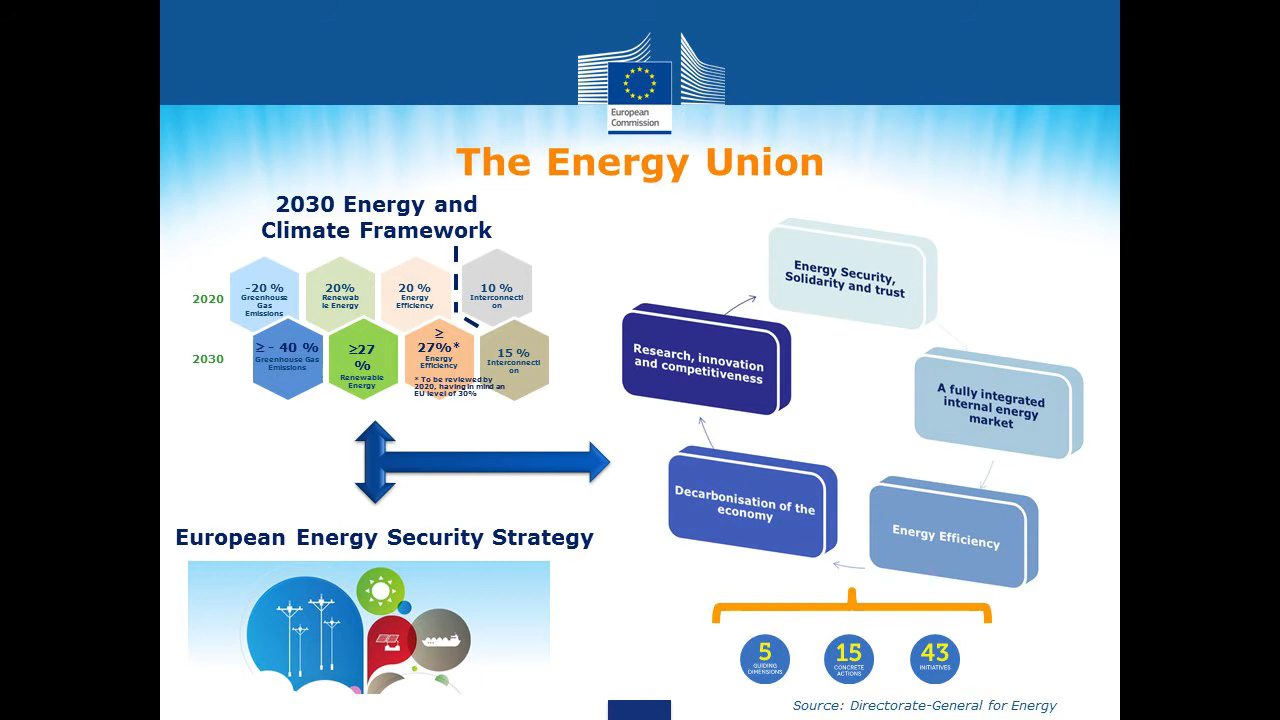 European
Commission
The Energy Union
2030 Energy and
Climate Framework
2020
-20 %
Greenhouse
Gas
Emissions
20%
Renewab
le Energy
20 %
Energy
Efficiency
10 %
Interconnecti
on
2030
≥ - 40 %
Greenhouse Gas
Emissions
≥27
%
Renewable
Energy
≥
27%*
Energy
Efficiency
* To be reviewed by
2020, having in mind an
EU level of 30%
15 %
Interconnecti
on
European Energy Security Strategy
Energy Security,
Solidarity and trust
A fully integrated
internal energy
market
Energy Efficiency
Decarbonisation of the
economy
Research, innovation
and competitiveness
5
GUIDING
DIMENSIONS
15
CONCRETE
ACTIONS
43
INITIATIVES
Source: Directorate-General for Energy